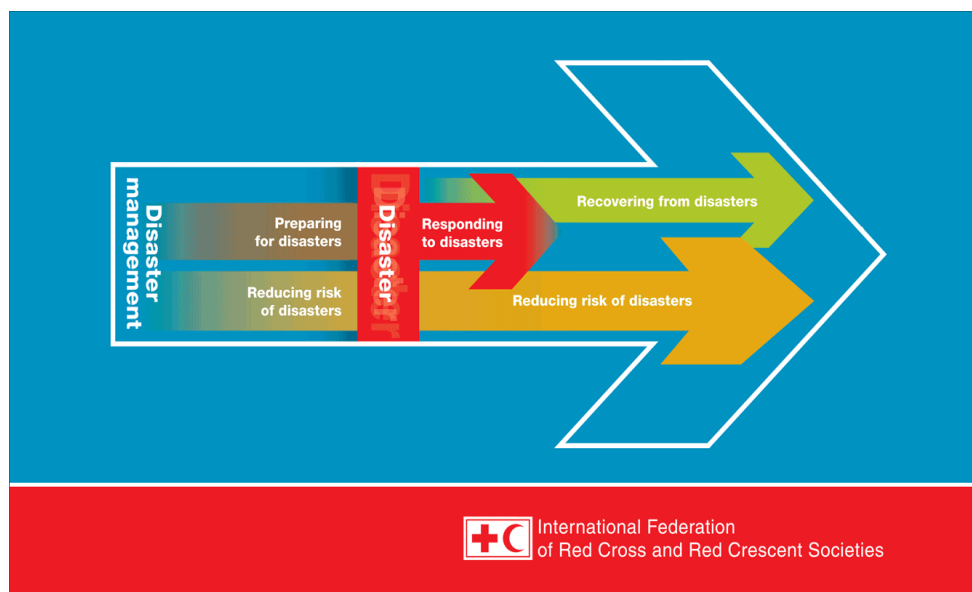 Disaster
management
Preparing
for disasters
Reducing risk
of disasters
Disaster
Disaster
Responding
to disasters
Recovering from disasters
Reducing risk of disasters
International Federation
of Red Cross and Red Crescent Societies